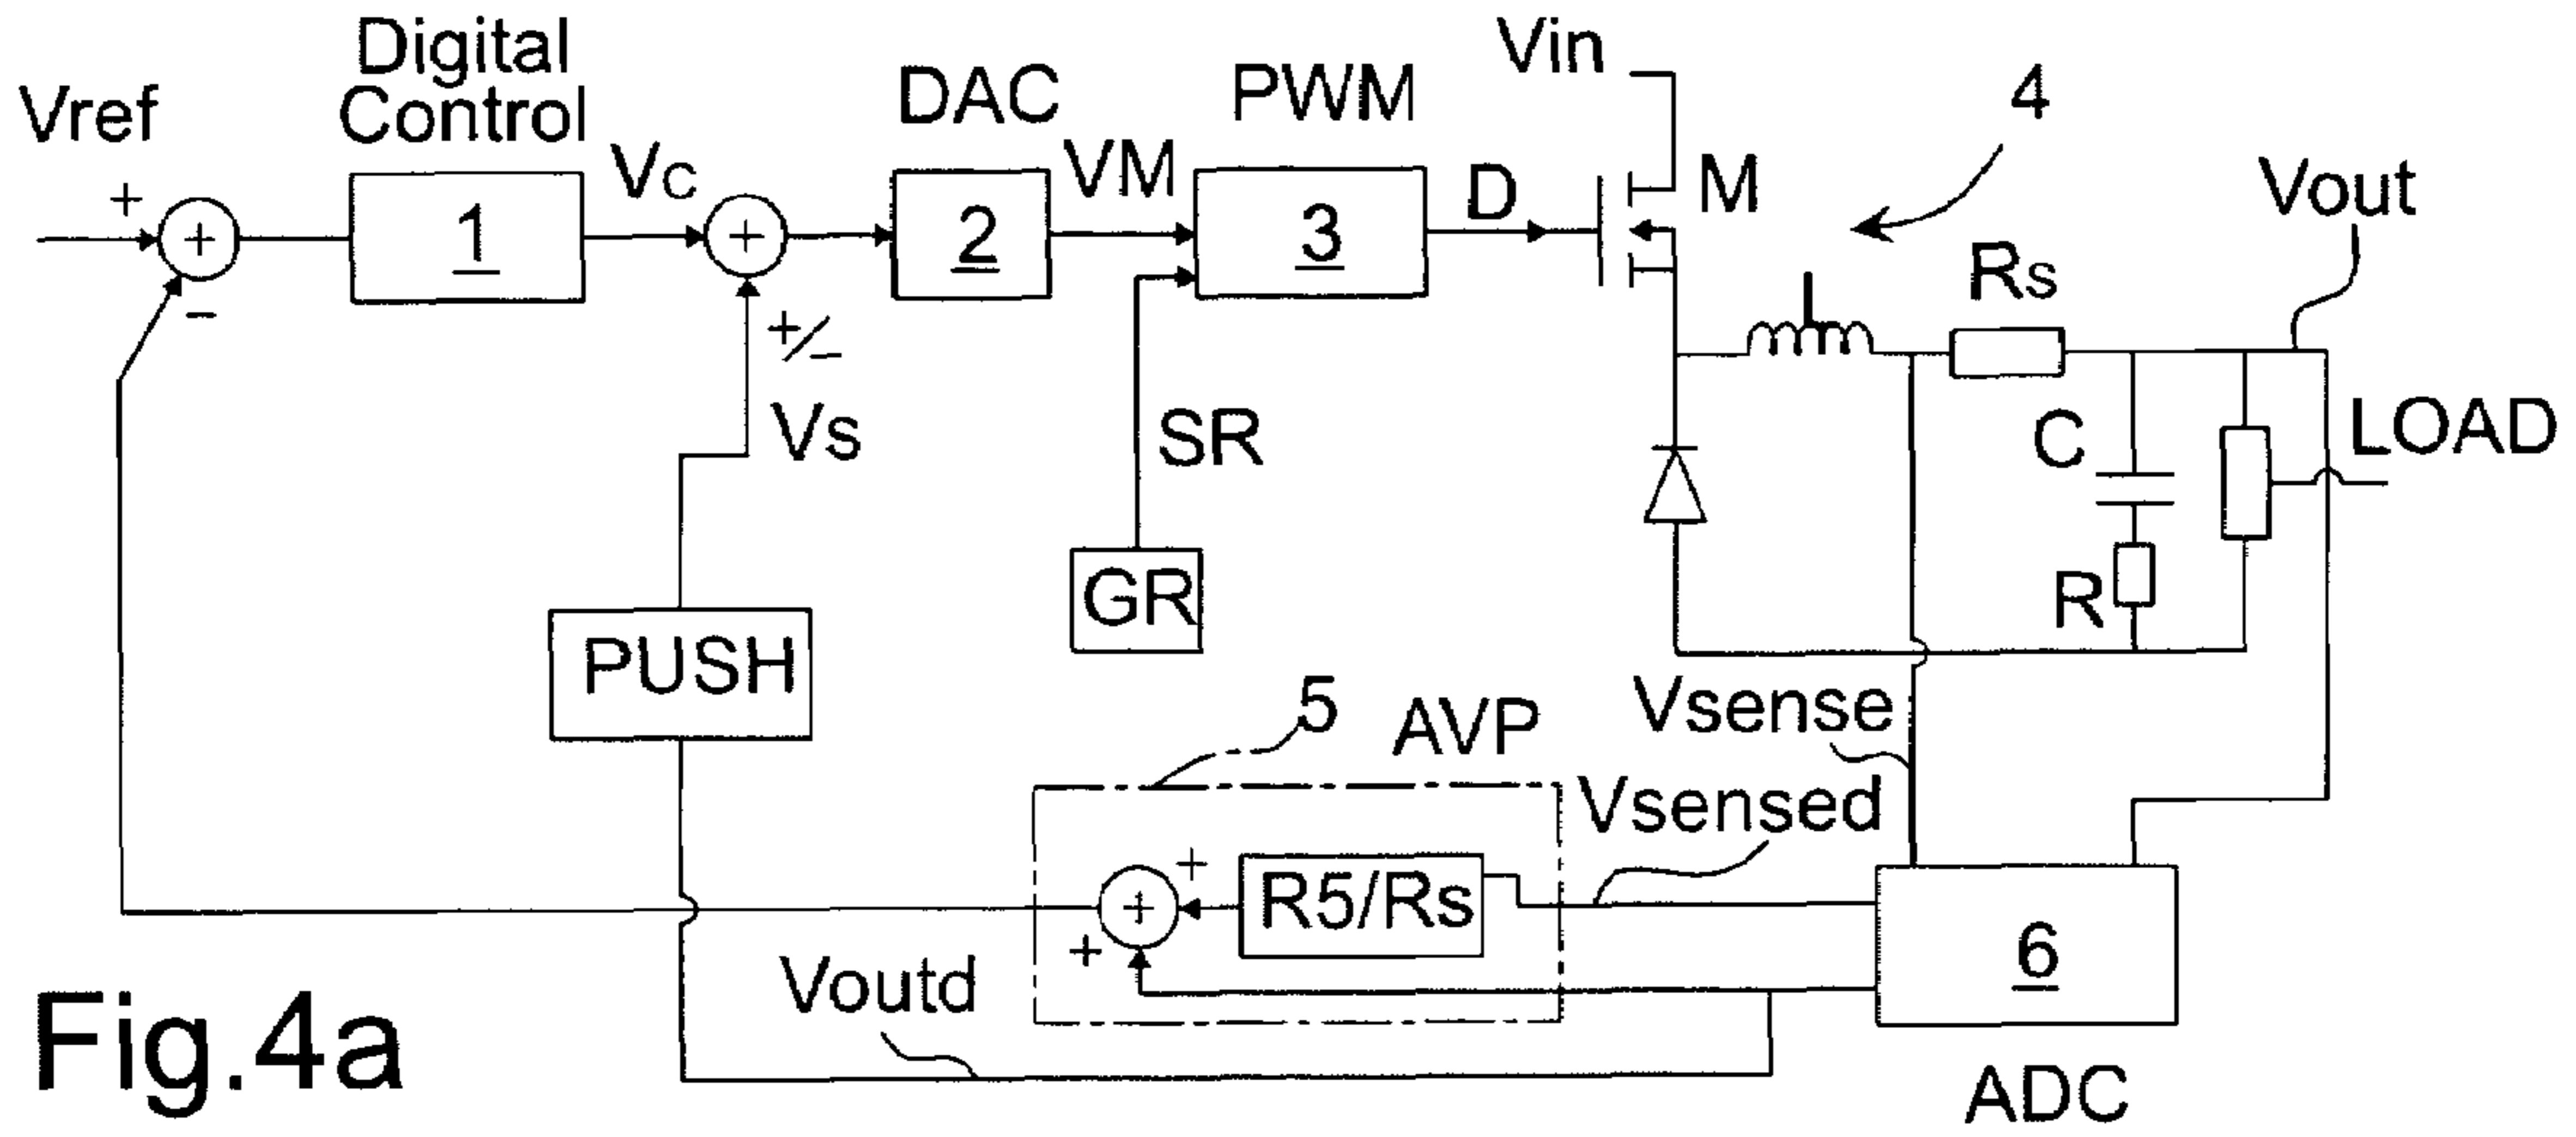 Digital
Control
Vref
+
+
−
1
VC
+
+/−
Vs
DAC
2
VM
PWM
3
SR
GR
D
Vin
M
4
L
Rs
Vout
C
R
LOAD
PUSH
5
AVP
Vsense
Vsensed
R5/Rs
+
+
+
Voutd
6
ADC
Fig.4a